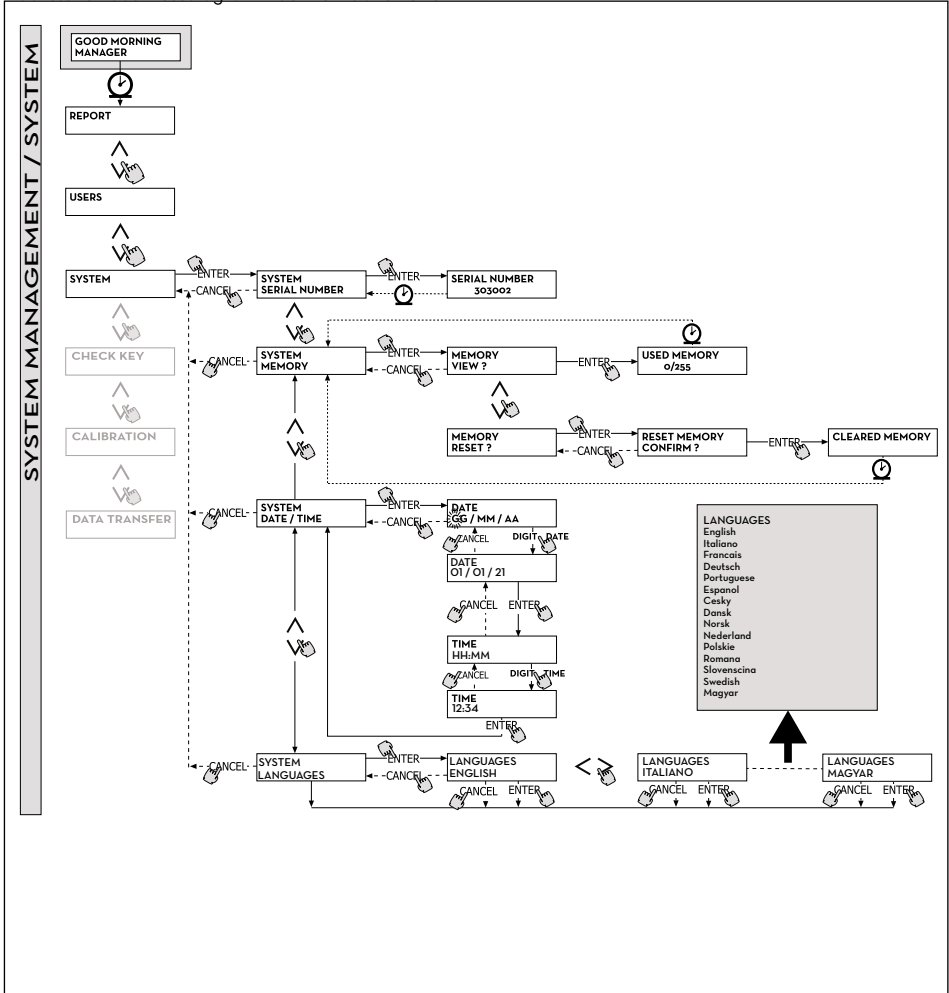 SYSTEM MANAGEMENT / SYSTEM
GOOD MORNING
MANAGER
REPORT
USERS
SYSTEM
ENTER
CANCEL
SYSTEM
SERIAL NUMBER
ENTER
SERIAL NUMBER
303002
CHECK KEY
CANCEL
SYSTEM
MEMORY
ENTER
CANCEL
MEMORY
VIEW ?
ENTER
USED MEMORY
0/255
CALIBRATION
MEMORY
RESET ?
ENTER
CANCEL
RESET MEMORY
CONFIRM ?
ENTER
CLEARED MEMORY
DATA TRANSFER
CANCEL
SYSTEM
DATE / TIME
ENTER
CANCEL
DATE
GG / MM / AA
CANCEL
DIGIT DATE
DATE
01 / 01 / 21
CANCEL
ENTER
TIME
HH:MM
CANCEL
DIGIT TIME
TIME
12:34
ENTER
LANGUAGES
English
Italiano
Francais
Deutsch
Portuguese
Espanol
Cesky
Dansk
Norsk
Nederland
Polskie
Romana
Slovenscina
Swedish
Magyar
CANCEL
SYSTEM
LANGUAGES
ENTER
CANCEL
LANGUAGES
ENGLISH
CANCEL
ENTER
LANGUAGES
ITALIANO
CANCEL
ENTER
LANGUAGES
MAGYAR
CANCEL
ENTER